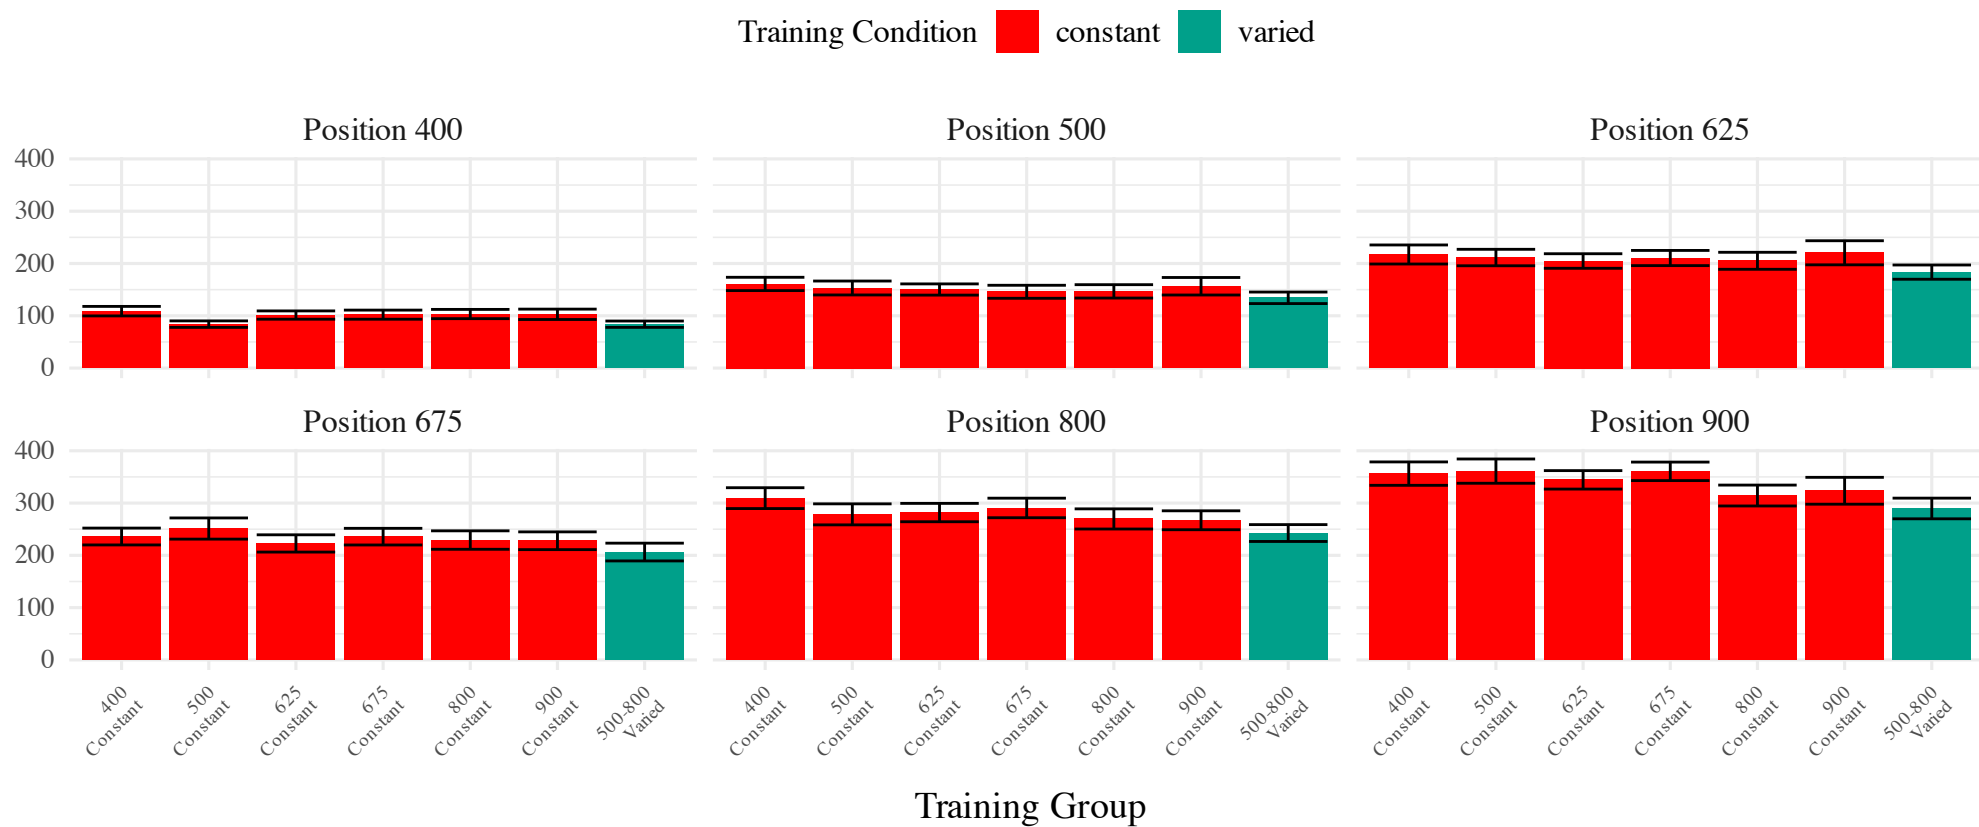 Training Condition constant varied
Position 400 Position 500 Position 625
400
300
200
100
0
Position 675 Position 800 Position 900
400
300
200
100
0
400 Constant
500 Constant
625 Constant
675 Constant
800 Constant
900 Constant
500-800 Varied
400 Constant
500 Constant
625 Constant
675 Constant
800 Constant
900 Constant
500-800 Varied
400 Constant
500 Constant
625 Constant
675 Constant
800 Constant
900 Constant
500-800 Varied
Training Group